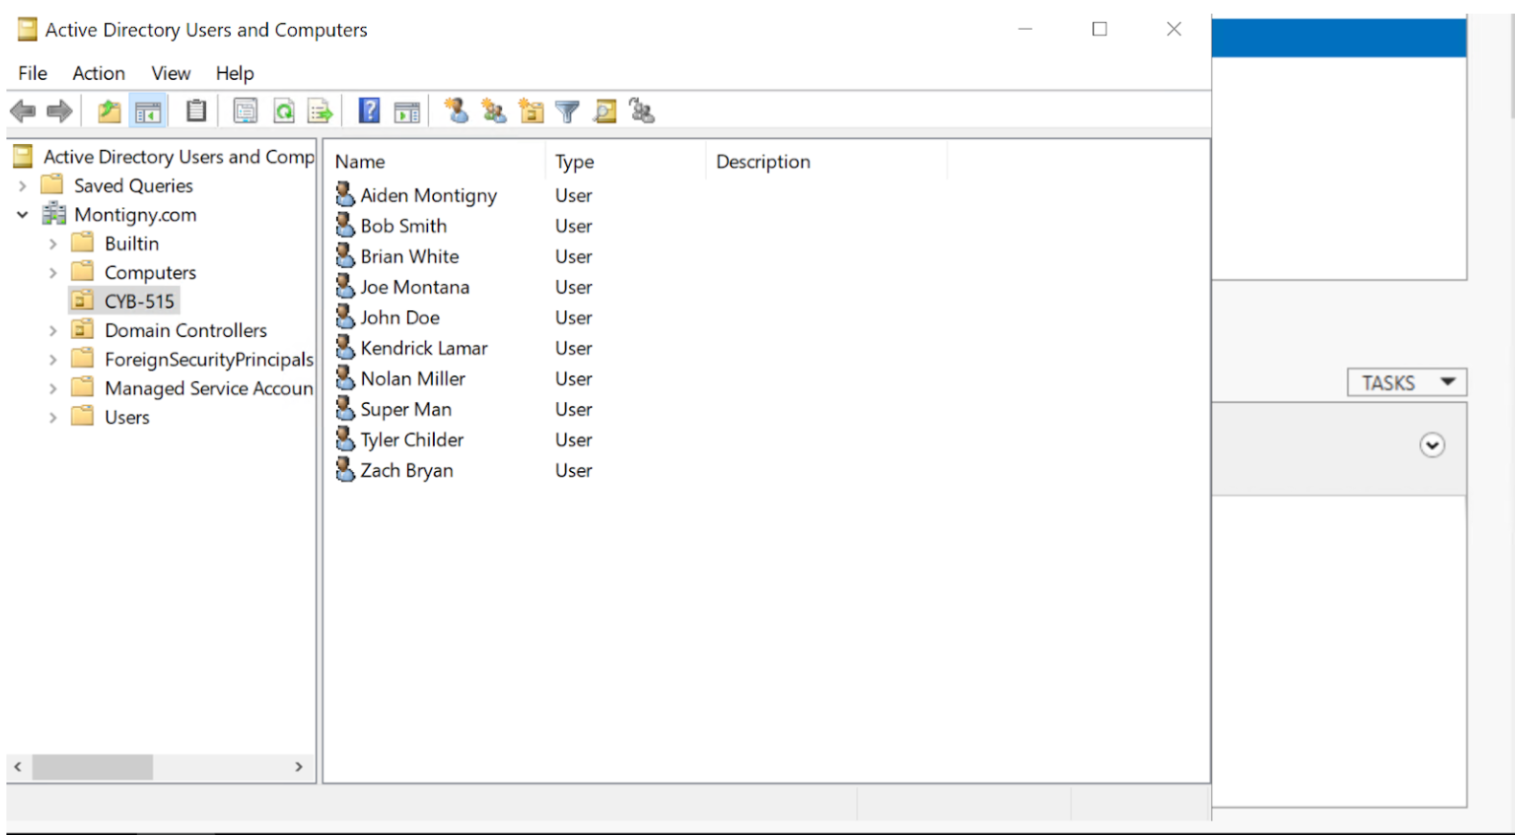 Active Directory Users and Computers
File Action View Help
Active Directory Users and Comp
Saved Queries
Montigny.com
Builtin
Computers
CYB-515
Domain Controllers
ForeignSecurityPrincipals
Managed Service Accoun
Users
Name Type Description
Aiden Montigny User
Bob Smith User
Brian White User
Joe Montana User
John Doe User
Kendrick Lamar User
Nolan Miller User
Super Man User
Tyler Childer User
Zach Bryan User
TASKS